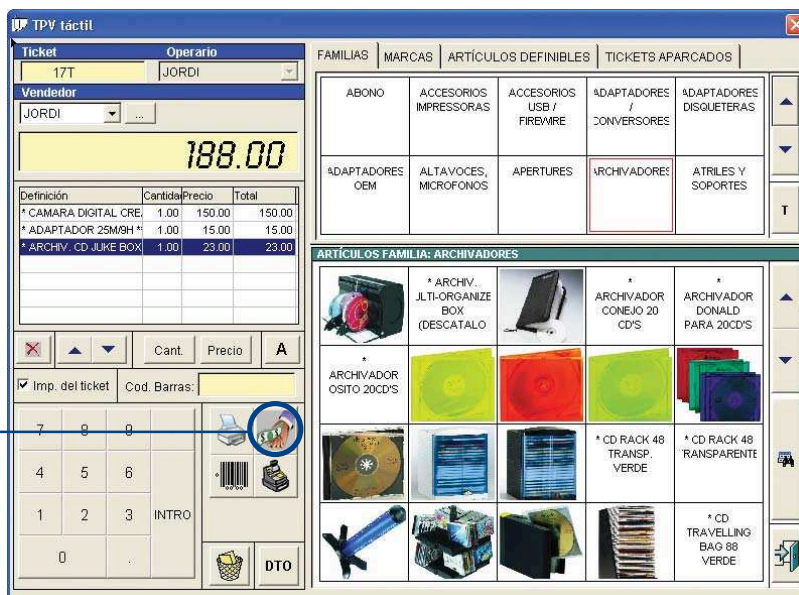 TPV táctil
Ticket
Operario
17T
JORDI
Vendedor
JORDI
...
188.00
Definición Cantida Precio Total
* CAMARA DIGITAL CRE. 1.00 150.00 150.00
* ADAPTADOR 25M/9H * 1.00 15.00 15.00
* ARCHIV. CD JUKE BOX 1.00 23.00 23.00
Cant.
Precio
A
Imp. del ticket
Cod. Barras:
7 8 9
4 5 6
1 2 3 INTRO
0 .
DTO
FAMILIAS
MARCAS
ARTÍCULOS DEFINIBLES
TICKETS APARCADOS
ABONO
ACCESORIOS
IMPRESSORAS
ACCESORIOS
USB /
FIREWIRE
ADAPTADORES
/
CONVERSORES
ADAPTADORES
DISQUETERAS
ADAPTADORES
OEM
ALTAVOCES,
MICROFONOS
APERTURES
ARCHIVADORES
ATRILES Y
SOPORTES
T
ARTÍCULOS FAMILIA: ARCHIVADORES
* ARCHIV.
JLTI-ORGANIZE
BOX
(DESCATALO
*
ARCHIVADOR
CONEJO 20
CD'S
*
ARCHIVADOR
DONALD
PARA 20CD'S
*
ARCHIVADOR
OSITO 20CD'S
* CD RACK 48
TRANSP.
VERDE
* CD RACK 48
RANSPARENTE
* CD
TRAVELLING
BAG 88
VERDE